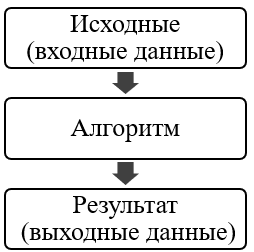 Исходные
(входные данные)
Алгоритм
Результат
(выходные данные)